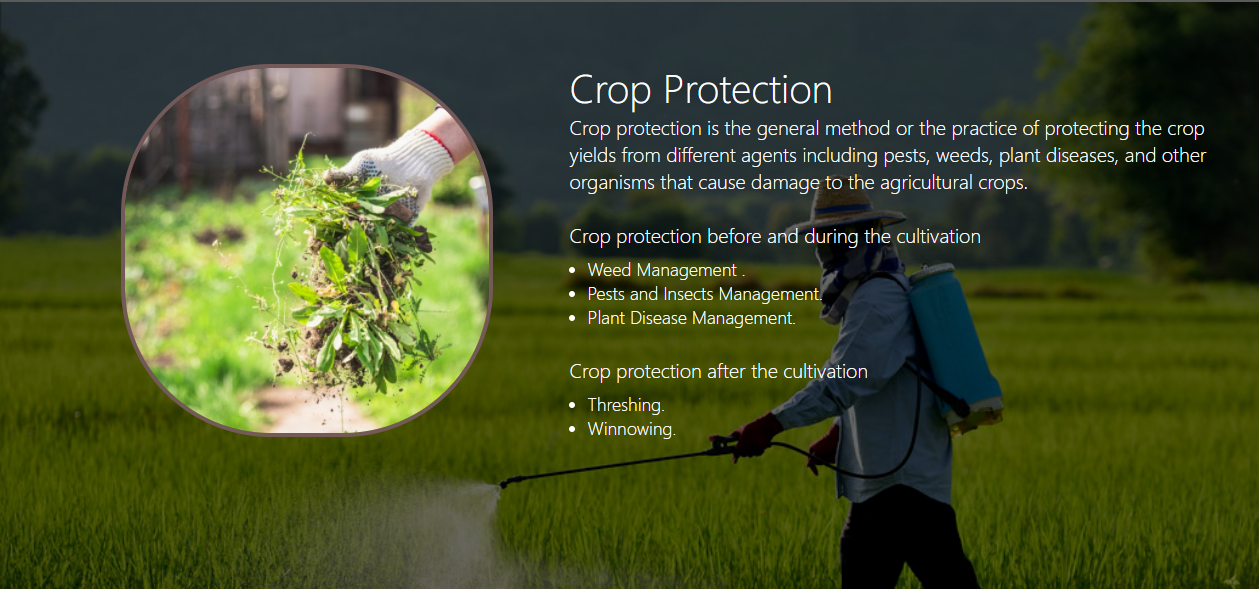 Crop Protection
Crop protection is the general method or the practice of protecting the crop
yields from different agents including pests, weeds, plant diseases, and other
organisms that cause damage to the agricultural crops.
Crop protection before and during the cultivation
• Weed Management .
• Pests and Insects Management.
• Plant Disease Management.
Crop protection after the cultivation
• Threshing.
• Winnowing.